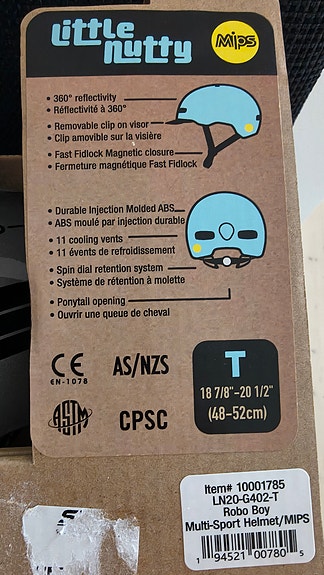 Little
nutty
Mips
• 360° reflectivity
• Réflectivité à 360°
• Removable clip on visor
• Clip amovible sur la visière
• Fast Fidlock Magnetic closure
• Fermeture magnétique Fast Fidlock
• Durable Injection Molded ABS
• ABS moulé par injection durable
• 11 cooling vents
• 11 évents de refroidissement
• Spin dial retention system
• Système de rétention à molette
• Ponytail opening
• Ouvrir une queue de cheval
CE
EN-1078
AS/NZS
ASTM
CPSC
T
18 7/8"-20 1/2"
(48-52cm)
Item# 10001785
LN20-G402-T
Robo Boy
Multi-Sport Helmet/MIPS
1 94521 00780 5